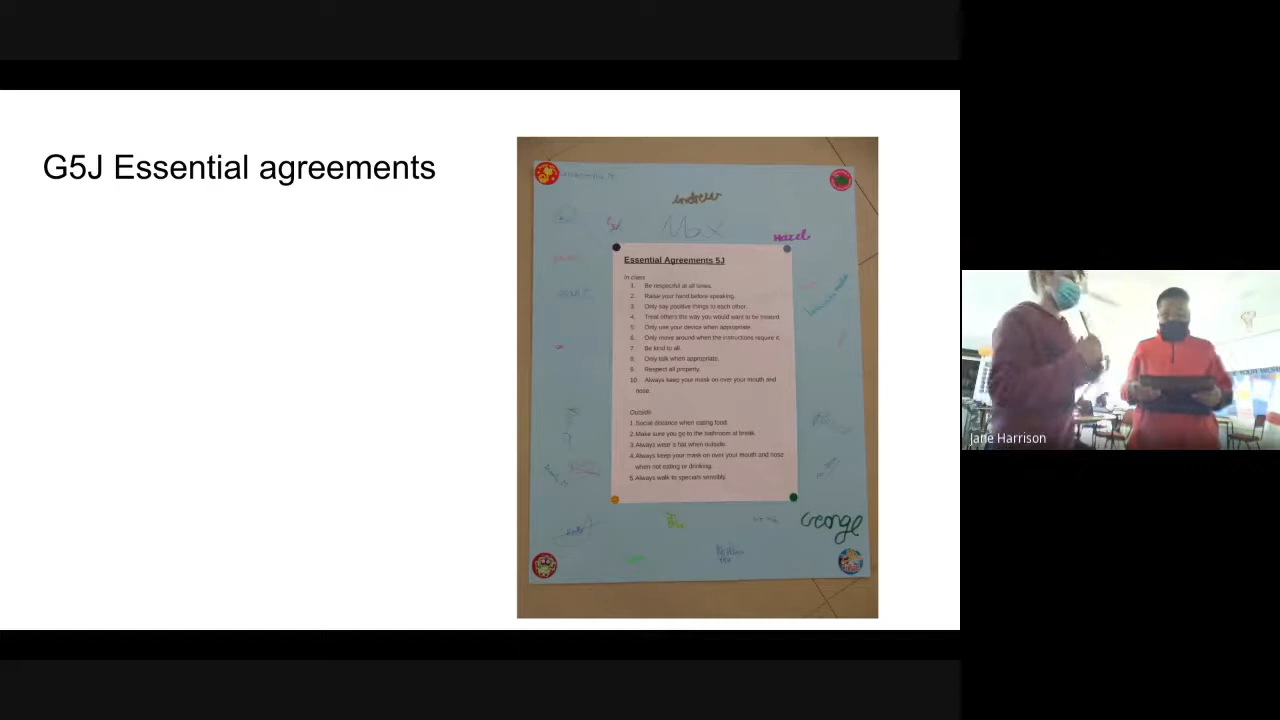 G5J Essential agreements
Andrew
Max
Hazel
Essential Agreements 5J
In class
1. Be respectful at all times.
2. Raise your hand before speaking.
3. Only say positive things to each other.
4. Treat others the way you would want to be treated
5. Only use your device when appropriate.
6. Only move around when the instructions require it.
7. Be kind to all.
8. Only talk when appropriate.
9. Respect all property.
10. Always keep your mask on over your mouth and
nose.
Outside
1. Social distance when eating food.
2. Make sure you go to the bathroom at break.
3. Always wear a hat when outside.
4. Always keep your mask on over your mouth and nose
when not eating or drinking.
5. Always walk to specials sensibly.
George
Jane Harrison